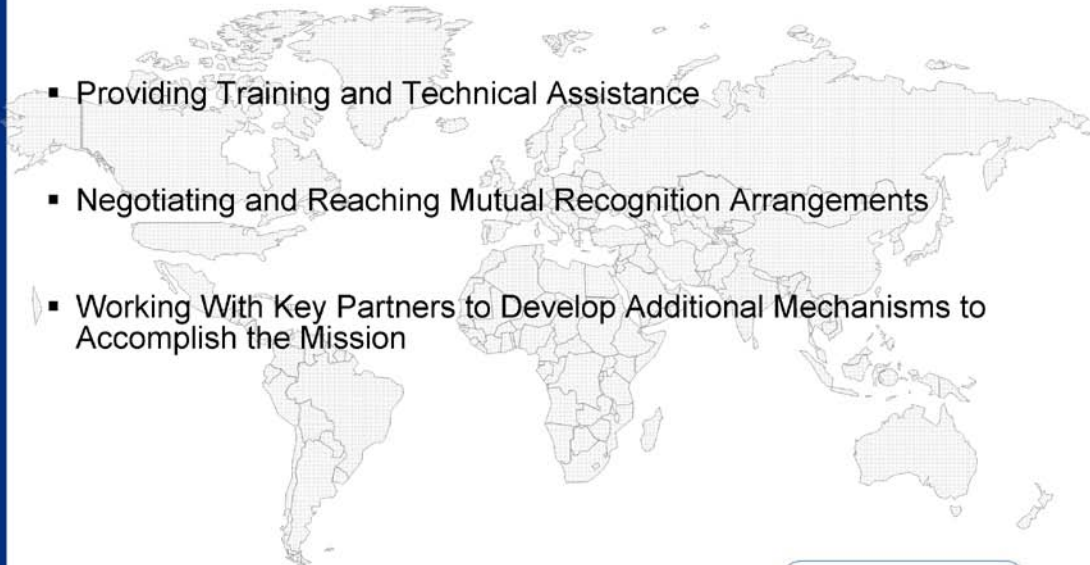 ▪ Providing Training and Technical Assistance
▪ Negotiating and Reaching Mutual Recognition Arrangements
▪ Working With Key Partners to Develop Additional Mechanisms to
Accomplish the Mission